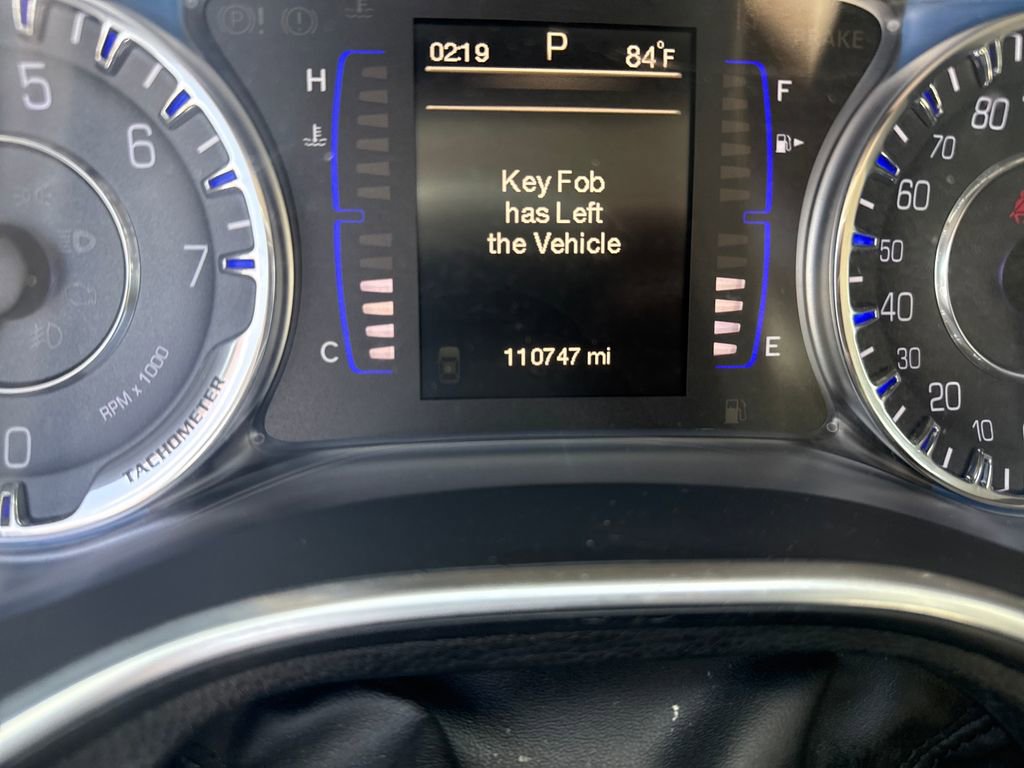 BRAKE
0219 P 84°F
H
F
Key Fob
has Left
the Vehicle
110747 mi
C
E
5
6
7
0
RPM x 1000
TACHOMETER
80
70
60
50
40
30
20
10